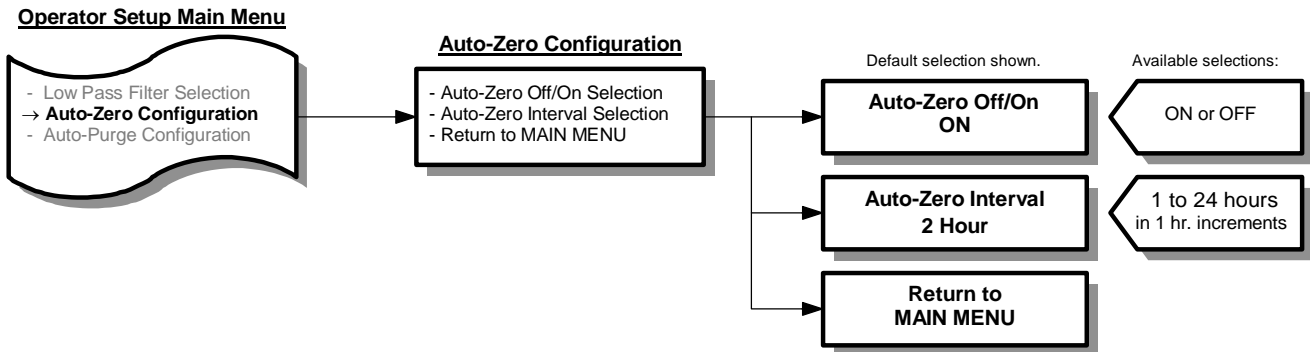 Operator Setup Main Menu
- Low Pass Filter Selection
→ Auto-Zero Configuration
- Auto-Purge Configuration
Auto-Zero Configuration
- Auto-Zero Off/On Selection
- Auto-Zero Interval Selection
- Return to MAIN MENU
Default selection shown.
Available selections:
Auto-Zero Off/On
ON
ON or OFF
Auto-Zero Interval
2 Hour
1 to 24 hours
in 1 hr. increments
Return to
MAIN MENU